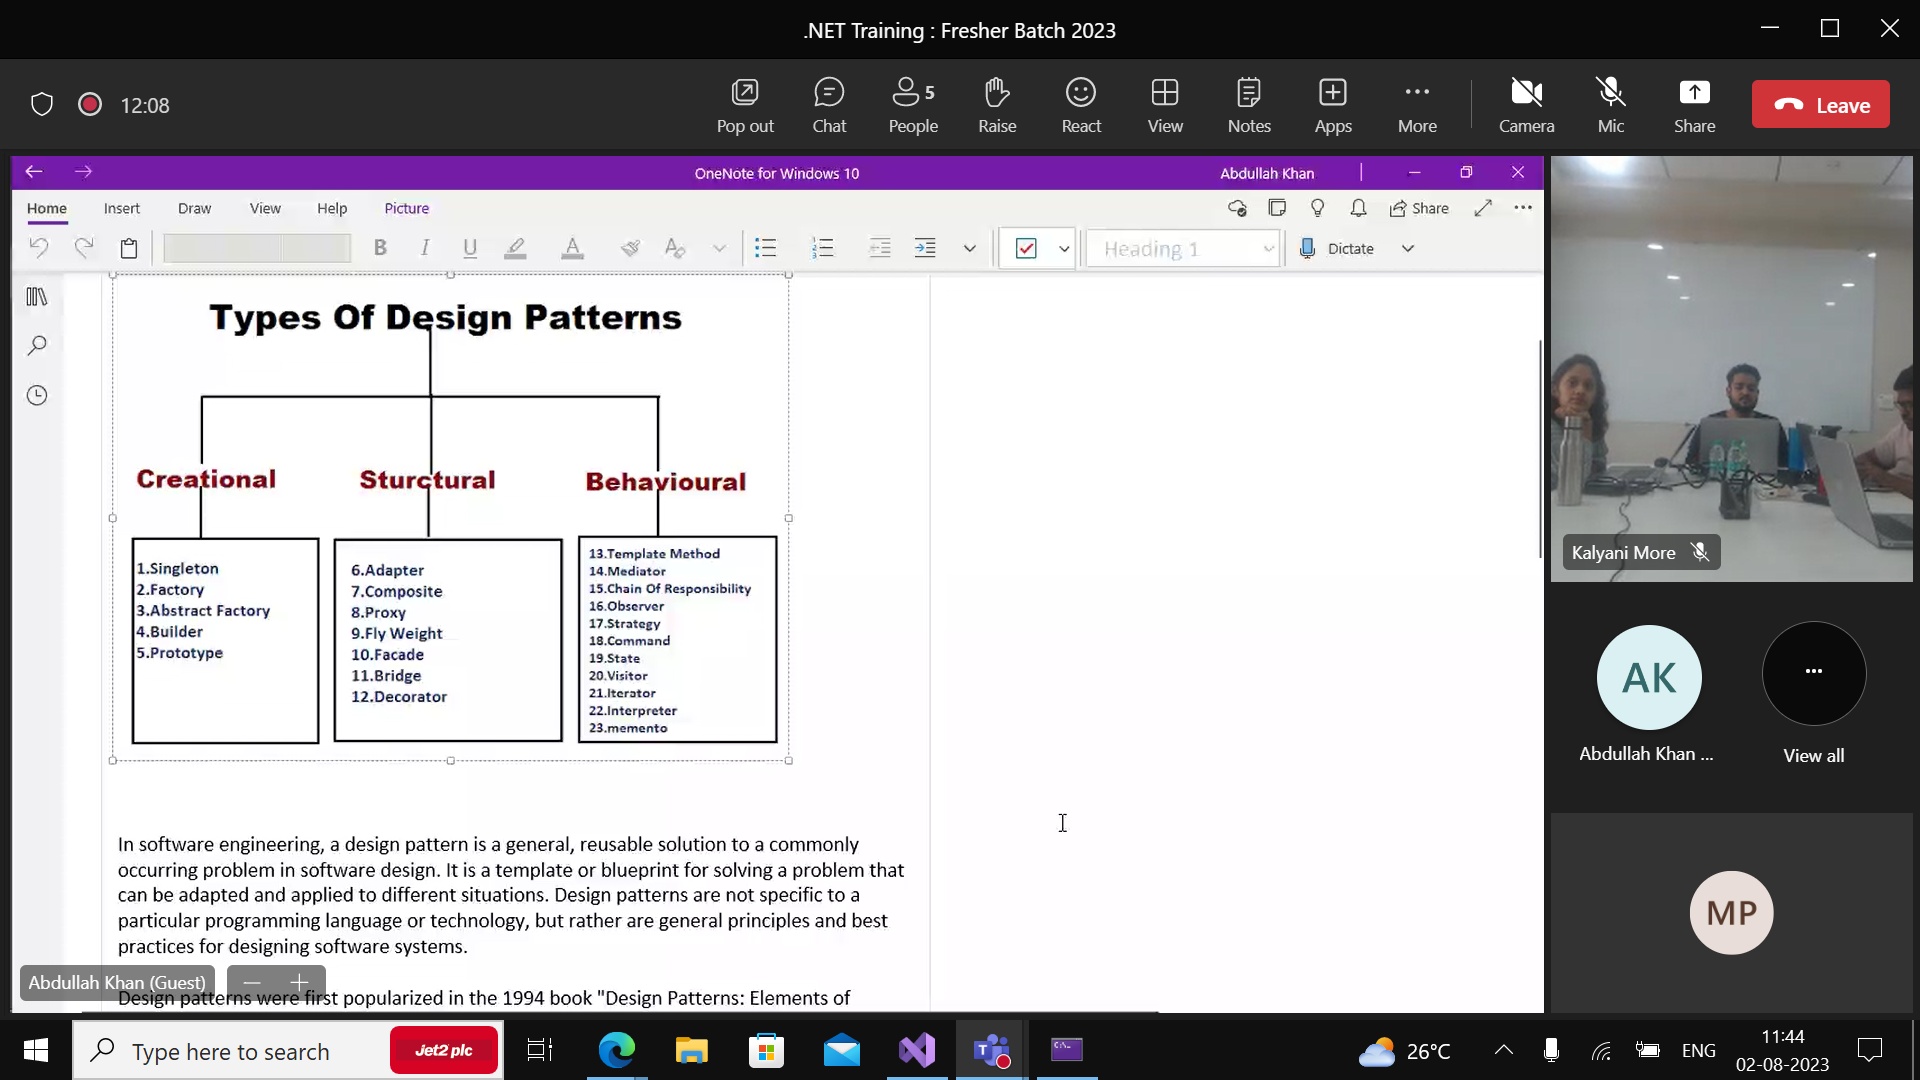 .NET Training : Fresher Batch 2023
12:08
Pop out
Chat
5
People
Raise
React
View
Notes
Apps
More
Camera
Mic
Share
Leave
OneNote for Windows 10
Abdullah Khan
Home
Insert
Draw
View
Help
Picture
Share
B
I
U
A
Heading 1
Dictate
Types Of Design Patterns
Creational
Sturctural
Behavioural
1.Singleton
2.Factory
3.Abstract Factory
4.Builder
5.Prototype
6.Adapter
7.Composite
8.Proxy
9.Fly Weight
10.Facade
11.Bridge
12.Decorator
13.Template Method
14.Mediator
15.Chain Of Responsibility
16.Observer
17.Strategy
18.Command
19.State
20.Visitor
21.Iterator
22.Interpreter
23.memento
In software engineering, a design pattern is a general, reusable solution to a commonly
occurring problem in software design. It is a template or blueprint for solving a problem that
can be adapted and applied to different situations. Design patterns are not specific to a
particular programming language or technology, but rather are general principles and best
practices for designing software systems.
Design patterns were first popularized in the 1994 book "Design Patterns: Elements of
Abdullah Khan (Guest)
Kalyani More
AK
Abdullah Khan ...
View all
MP
Type here to search
Jet2 plc
26°C
ENG
11:44
02-08-2023